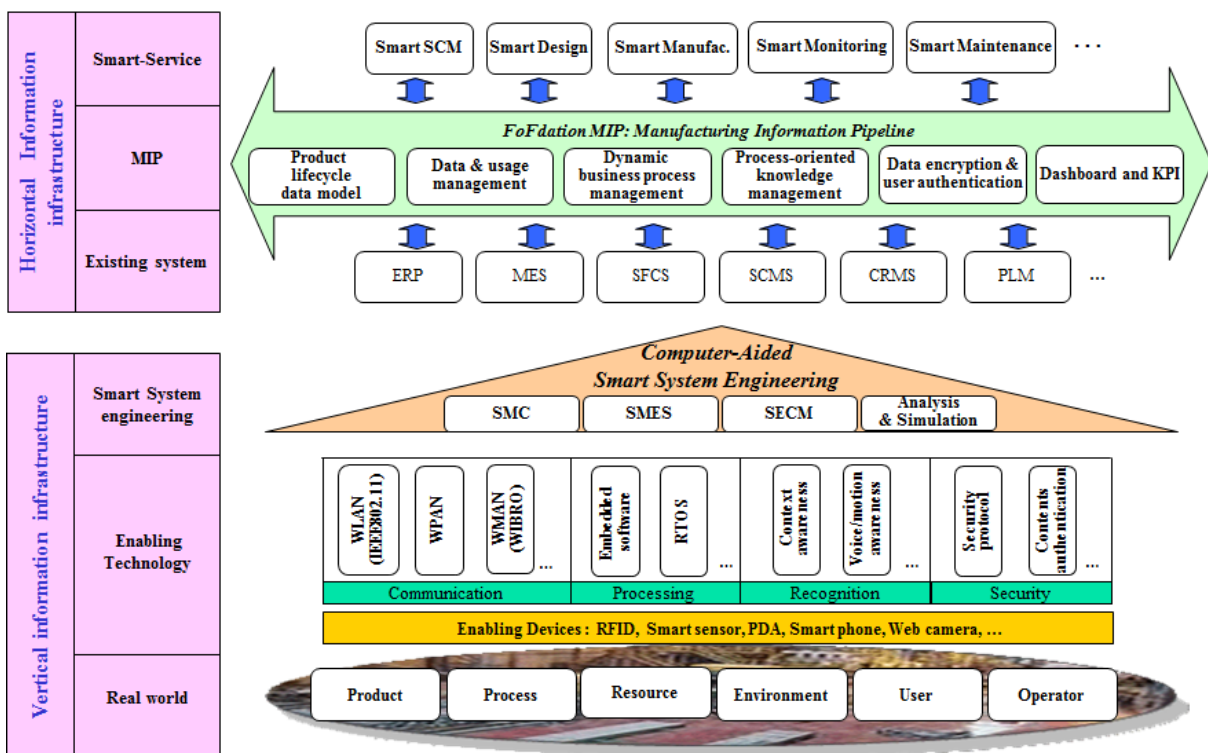 Horizontal Information
infrastructure
Smart-Service
MIP
Existing system
Smart SCM
Smart Design
Smart Manufac.
Smart Monitoring
Smart Maintenance
...
FoFdation MIP: Manufacturing Information Pipeline
Product
lifecycle
data model
Data & usage
management
Dynamic
business process
management
Process-oriented
knowledge
management
Data encryption &
user authentication
Dashboard and KPI
ERP
MES
SFCS
SCMS
CRMS
PLM
...
Vertical information infrastructure
Smart System
engineering
Enabling
Technology
Real world
Computer-Aided
Smart System Engineering
SMC
SMES
SECM
Analysis
& Simulation
WLAN
(IEEE802.11)
WPAN
WMAN
(WIBRO)
...
Embedded
software
RTOS
...
Context
awareness
Voice/motion
awareness
...
Security
protocol
Contents
authentication
...
Communication
Processing
Recognition
Security
Enabling Devices : RFID, Smart sensor, PDA, Smart phone, Web camera, ...
Product
Process
Resource
Environment
User
Operator